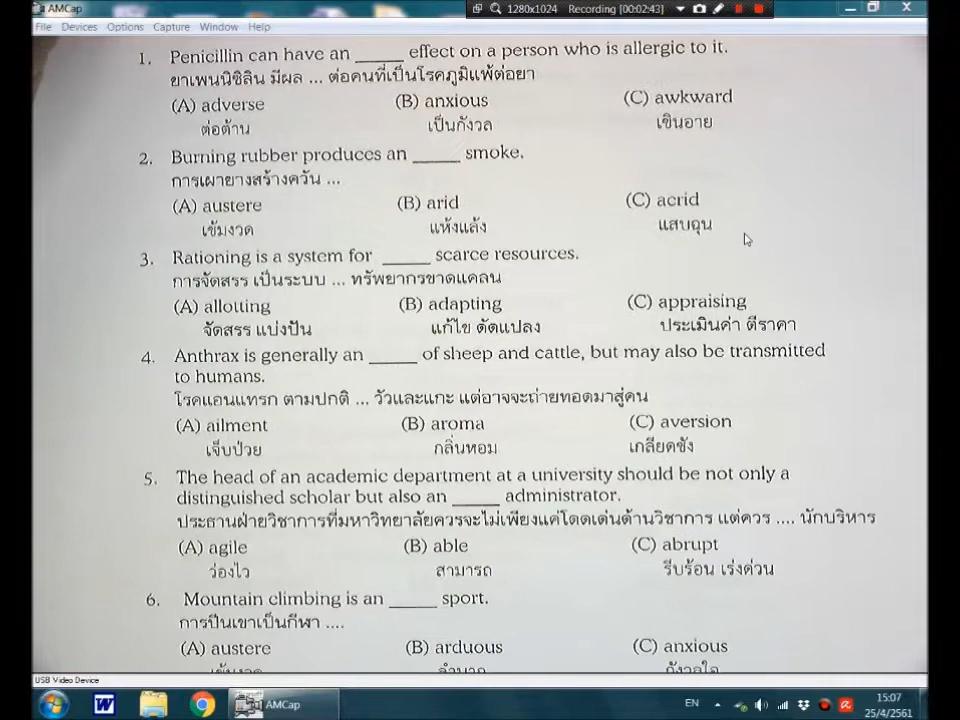 AMCap
1280x1024 Recording [00:02:43]
File Devices Options Capture Window Help
1. Penicillin can have an _____ effect on a person who is allergic to it.
ยาเพนนิซิลิน มีผล ... ต่อคนที่เป็นโรคภูมิแพ้ต่อยา
(A) adverse (B) anxious (C) awkward
ต่อต้าน เป็นกังวล เขินอาย
2. Burning rubber produces an _____ smoke.
การเผายางสร้างควัน ...
(A) austere (B) arid (C) acrid
เข้มงวด แห้งแล้ง แสบฉุน
3. Rationing is a system for _____ scarce resources.
การจัดสรร เป็นระบบ ... ทรัพยากรขาดแคลน
(A) allotting (B) adapting (C) appraising
จัดสรร แบ่งปัน แก้ไข ดัดแปลง ประเมินค่า ตีราคา
4. Anthrax is generally an _____ of sheep and cattle, but may also be transmitted
to humans.
โรคแอนแทรก ตามปกติ ... วัวและแกะ แต่อาจจะถ่ายทอดมาสู่คน
(A) ailment (B) aroma (C) aversion
เจ็บป่วย กลิ่นหอม เกลียดชัง
5. The head of an academic department at a university should be not only a
distinguished scholar but also an _____ administrator.
ประธานฝ่ายวิชาการที่มหาวิทยาลัยควรจะไม่เพียงแค่โดดเด่นด้านวิชาการ แต่ควร .... นักบริหาร
(A) agile (B) able (C) abrupt
ว่องไว สามารถ รีบร้อน เร่งด่วน
6. Mountain climbing is an _____ sport.
การปีนเขาเป็นกีฬา ....
(A) austere (B) arduous (C) anxious
USB Video Device
AMCap
EN
15:07
25/4/2561